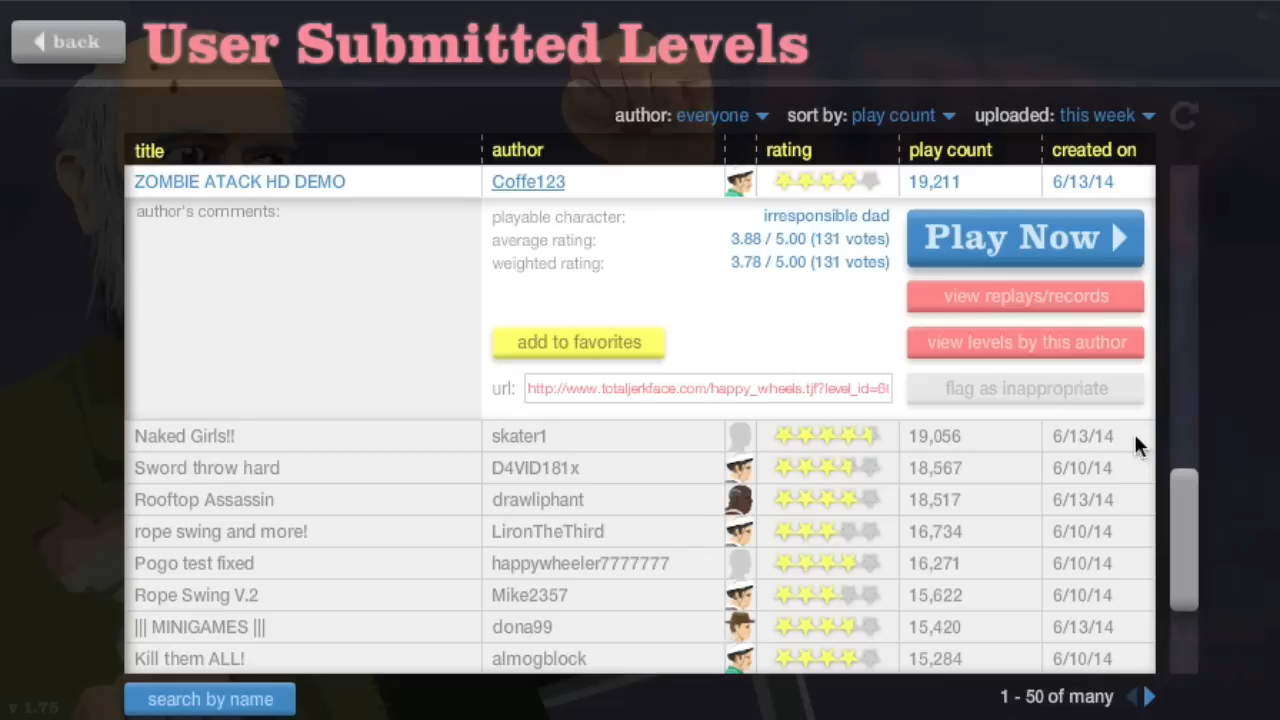 back
User Submitted Levels
author: everyone sort by: play count uploaded: this week
title author rating play count created on
ZOMBIE ATACK HD DEMO Coffe123 19,211 6/13/14
author's comments:
playable character: irresponsible dad
average rating: 3.88 / 5.00 (131 votes)
weighted rating: 3.78 / 5.00 (131 votes)
Play Now
view replays/records
add to favorites
view levels by this author
url: http://www.totaljerkface.com/happy_wheels.tjf?level_id=6
flag as inappropriate
Naked Girls!! skater1 19,056 6/13/14
Sword throw hard D4VID181x 18,567 6/10/14
Rooftop Assassin drawliphant 18,517 6/13/14
rope swing and more! LironTheThird 16,734 6/10/14
Pogo test fixed happywheeler7777777 16,271 6/10/14
Rope Swing V.2 Mike2357 15,622 6/10/14
||| MINIGAMES ||| dona99 15,420 6/13/14
Kill them ALL! almogblock 15,284 6/10/14
search by name
1 - 50 of many
v 1.75